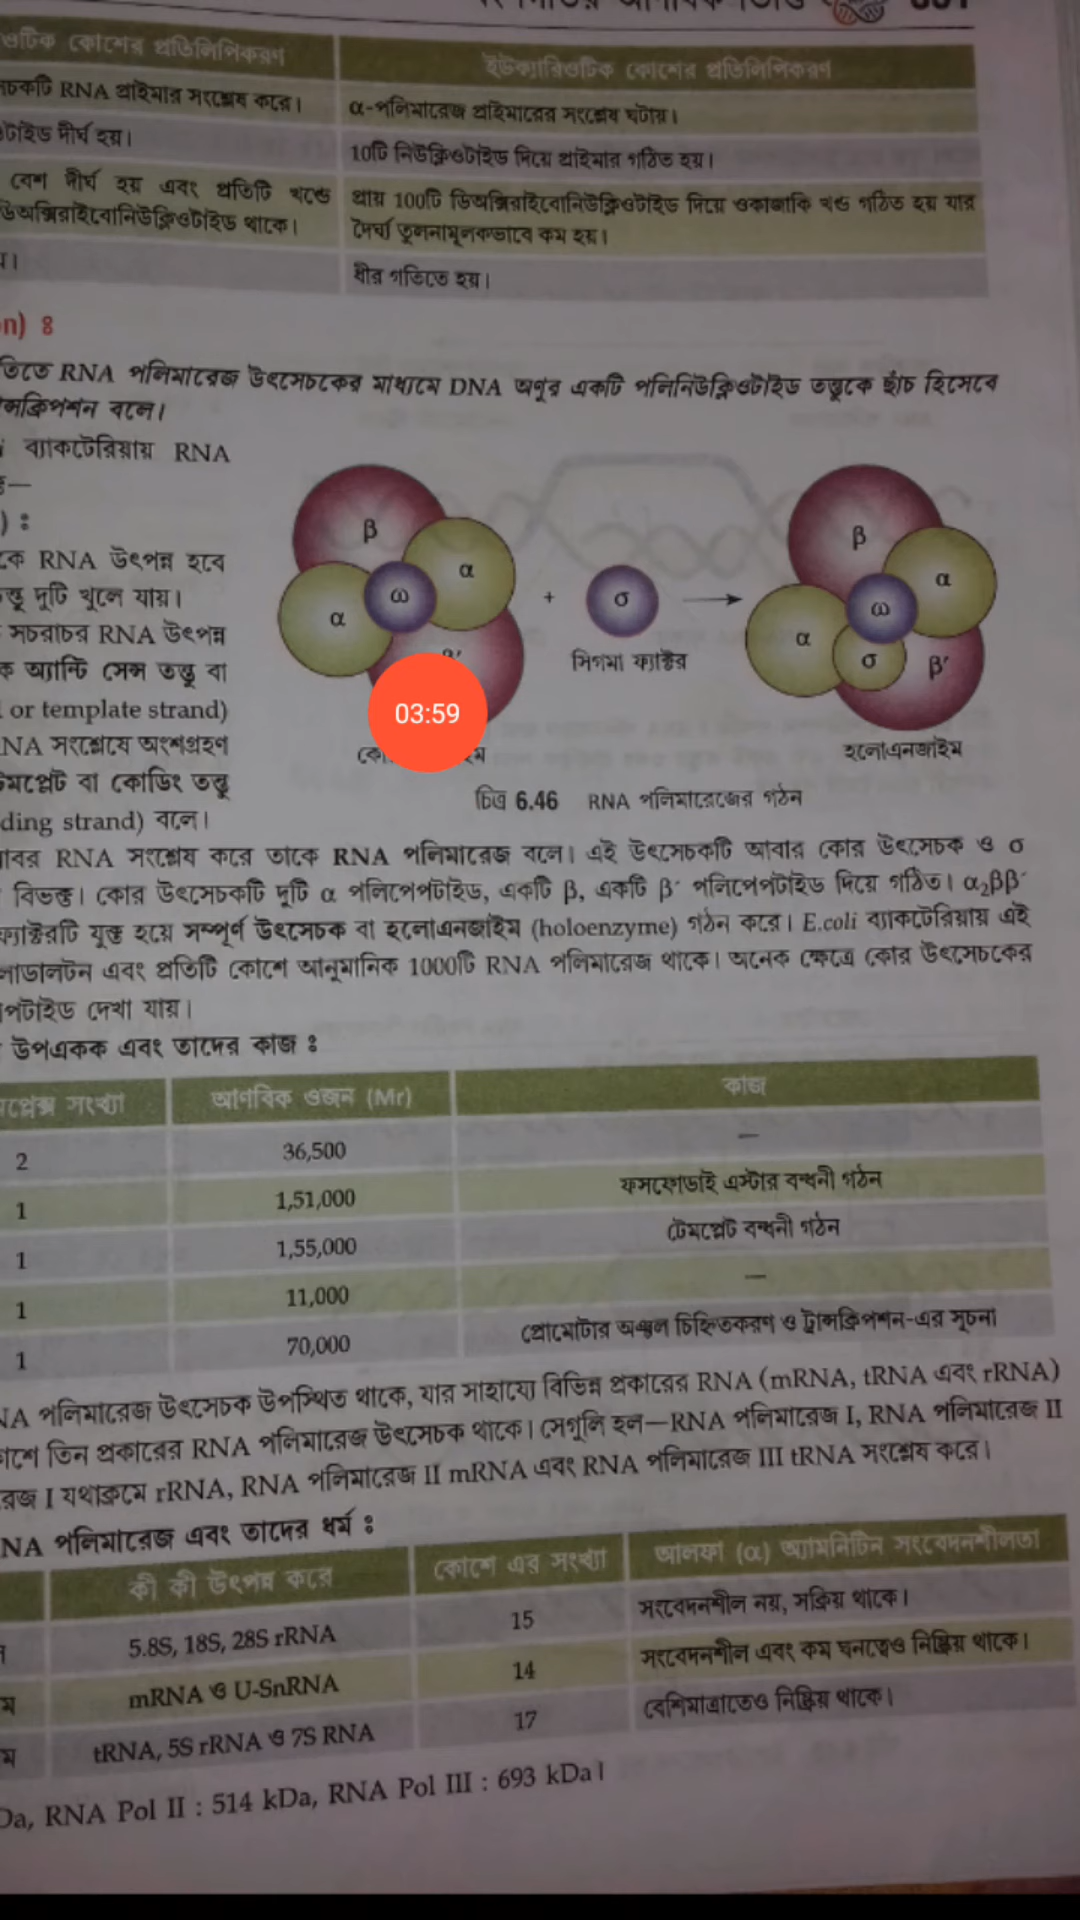 কোশের প্রতিলিপিকরণ
ইউক্যারিওটিক কোশের প্রতিলিপিকরণ
RNA প্রাইমার সংশ্লেষ করে।
α-পলিমারেজ প্রাইমারের সংশ্লেষ ঘটায়।
দীর্ঘ হয়।
10টি নিউক্লিওটাইড দিয়ে প্রাইমার গঠিত হয়।
বেশ দীর্ঘ হয় এবং প্রতিটি খণ্ডে
ডিঅক্সিরাইবোনিউক্লিওটাইড থাকে।
প্রায় 100টি ডিঅক্সিরাইবোনিউক্লিওটাইড দিয়ে ওকাজাকি খণ্ড গঠিত হয় যার
দৈর্ঘ্য তুলনামূলকভাবে কম হয়।
ধীর গতিতে হয়।
n) ঃ
RNA পলিমারেজ উৎসেচকের মাধ্যমে DNA অণুর একটি পলিনিউক্লিওটাইড তন্তুকে ছাঁচ হিসেবে
বলে।
ব্যাকটেরিয়ায় RNA
) ঃ
কে RNA উৎপন্ন হবে
দুটি খুলে যায়।
সচরাচর RNA উৎপন্ন
ক অ্যান্টি সেন্স তন্তু বা
or template strand)
NA সংশ্লেষে অংশগ্রহণ
বা কোডিং তন্তু
ding strand) বলে।
β
α
ω
α
+
σ
সিগমা ফ্যাক্টর
β
α
ω
α
σ
β′
03:59
হলোএনজাইম
চিত্র 6.46 RNA পলিমারেজের গঠন
RNA সংশ্লেষ করে তাকে RNA পলিমারেজ বলে। এই উৎসেচকটি আবার কোর উৎসেচক ও σ
বিভক্ত। কোর উৎসেচকটি দুটি α পলিপেপটাইড, একটি β, একটি β′ পলিপেপটাইড দিয়ে গঠিত। α₂ββ′
ফ্যাক্টরটি যুক্ত হয়ে সম্পূর্ণ উৎসেচক বা হলোএনজাইম (holoenzyme) গঠন করে। E.coli ব্যাকটেরিয়ায় এই
এবং প্রতিটি কোশে আনুমানিক 1000টি RNA পলিমারেজ থাকে। অনেক ক্ষেত্রে কোর উৎসেচকের
দেখা যায়।
উপএকক এবং তাদের কাজ ঃ
সংখ্যা
আণবিক ওজন (Mr)
কাজ
2
36,500
—
1
1,51,000
ফসফোডাই এস্টার বন্ধনী গঠন
1
1,55,000
টেমপ্লেট বন্ধনী গঠন
1
11,000
—
1
70,000
প্রোমোটার অঞ্চল চিহ্নিতকরণ ও ট্রান্সক্রিপশন-এর সূচনা
NA পলিমারেজ উৎসেচক উপস্থিত থাকে, যার সাহায্যে বিভিন্ন প্রকারের RNA (mRNA, tRNA এবং rRNA)
তিন প্রকারের RNA পলিমারেজ উৎসেচক থাকে। সেগুলি হল—RNA পলিমারেজ I, RNA পলিমারেজ II
রেজ I যথাক্রমে rRNA, RNA পলিমারেজ II mRNA এবং RNA পলিমারেজ III tRNA সংশ্লেষ করে।
NA পলিমারেজ এবং তাদের ধর্ম ঃ
কী কী উৎপন্ন করে
কোশে এর সংখ্যা
আলফা (α) অ্যামনিটিন সংবেদনশীলতা
5.8S, 18S, 28S rRNA
15
সংবেদনশীল নয়, সক্রিয় থাকে।
mRNA ও U-SnRNA
14
সংবেদনশীল এবং কম ঘনত্বেও নিষ্ক্রিয় থাকে।
tRNA, 5S rRNA ও 7S RNA
17
বেশিমাত্রাতেও নিষ্ক্রিয় থাকে।
Da, RNA Pol II : 514 kDa, RNA Pol III : 693 kDa।